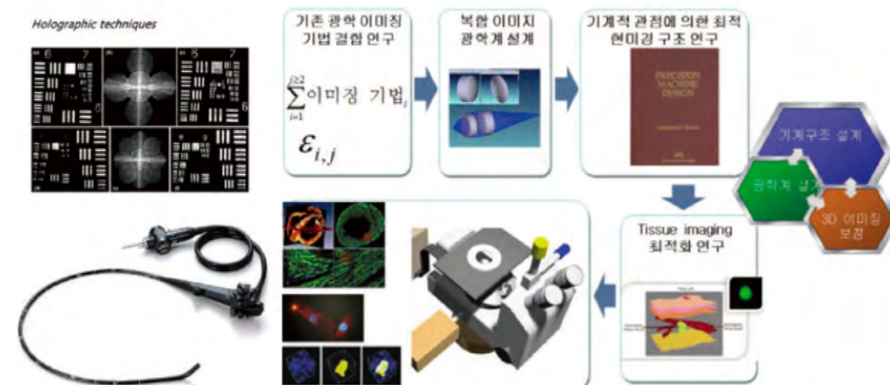 Holographic techniques
기존 광학 이미징
기법 결합 연구
j≥2
∑이미징 기법i
i=1
εi,j
복합 이미지
광학계 설계
기계적 관점에 의한 최적
현미경 구조 연구
PRECISION
MACHINE
DESIGN
기계구조 설계
광학계 설계
3D 이미징
보정
Tissue imaging
최적화 연구